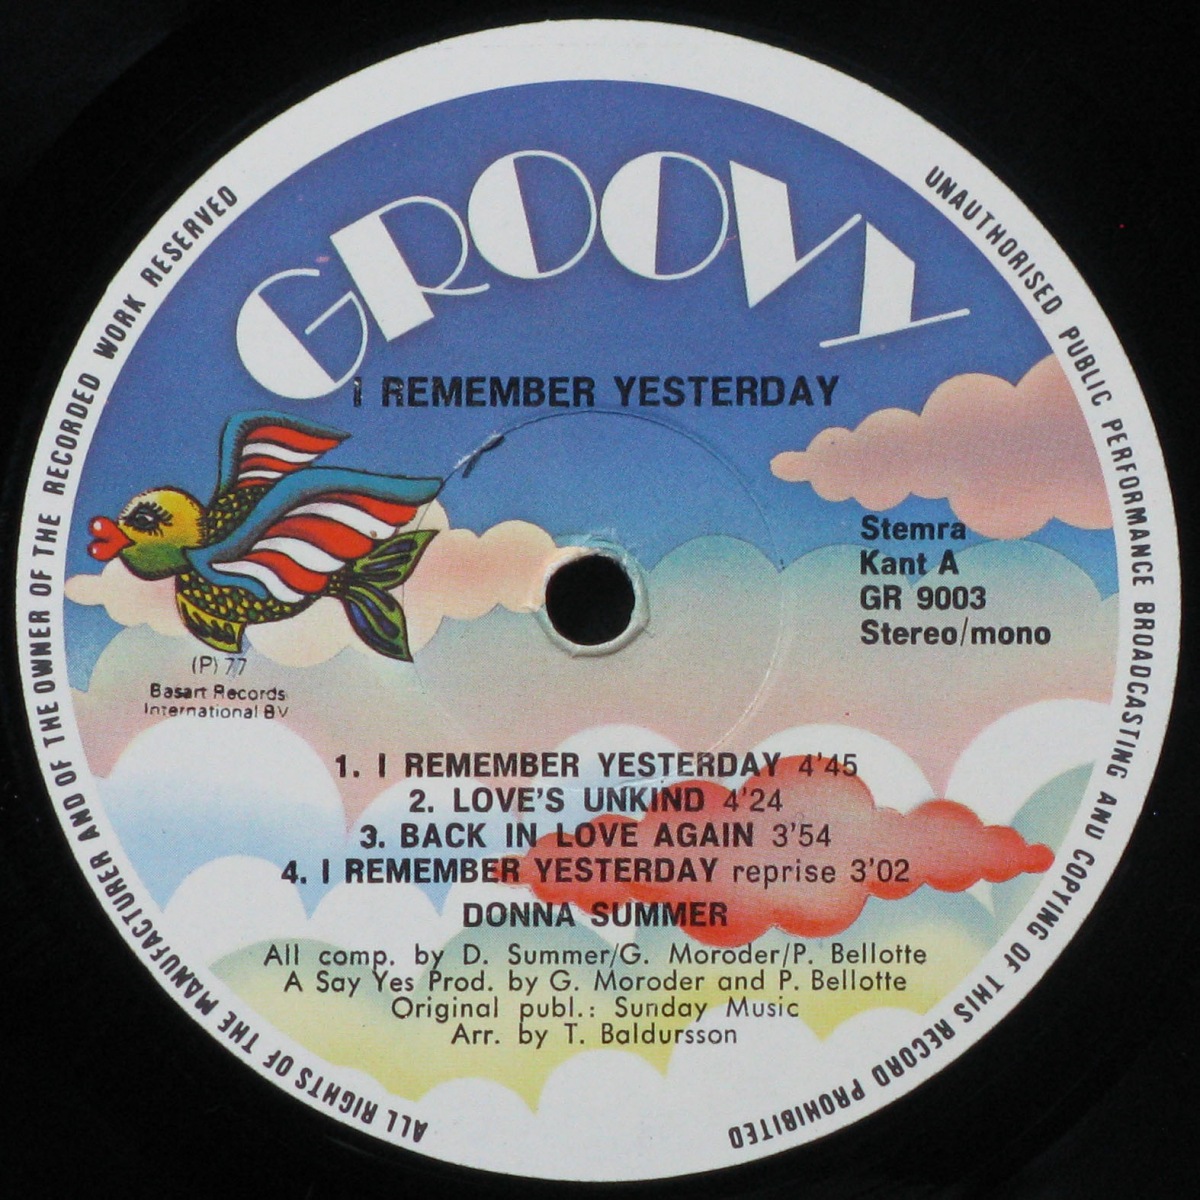 GROOVY
I REMEMBER YESTERDAY
Stemra
Kant A
GR 9003
Stereo/mono
(P) 77
Basart Records
International BV
1. I REMEMBER YESTERDAY 4'45
2. LOVE'S UNKIND 4'24
3. BACK IN LOVE AGAIN 3'54
4. I REMEMBER YESTERDAY reprise 3'02
DONNA SUMMER
All comp. by D. Summer/G. Moroder/P. Bellotte
A Say Yes Prod. by G. Moroder and P. Bellotte
Original publ.: Sunday Music
Arr. by T. Baldursson
ALL RIGHTS OF THE MANUFACTURER AND OF THE OWNER OF THE RECORDED WORK RESERVED
UNAUTHORISED PUBLIC PERFORMANCE BROADCASTING AND COPYING OF THIS RECORD PROHIBITED